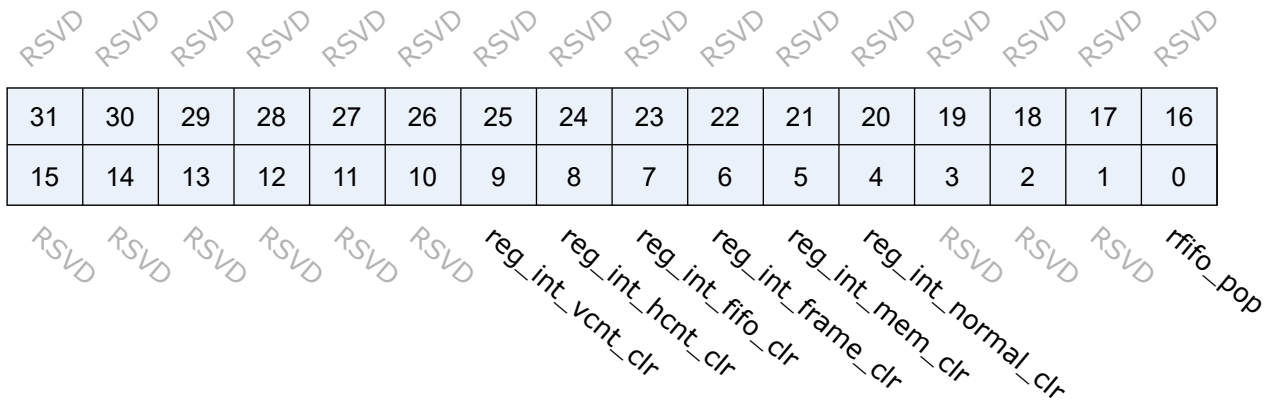 RSVD RSVD RSVD RSVD RSVD RSVD RSVD RSVD RSVD RSVD RSVD RSVD RSVD RSVD RSVD RSVD
31 30 29 28 27 26 25 24 23 22 21 20 19 18 17 16
15 14 13 12 11 10 9 8 7 6 5 4 3 2 1 0
RSVD RSVD RSVD RSVD RSVD RSVD reg_int_vcnt_clr reg_int_hcnt_clr reg_int_fifo_clr reg_int_frame_clr reg_int_mem_clr reg_int_normal_clr RSVD RSVD RSVD rfifo_pop